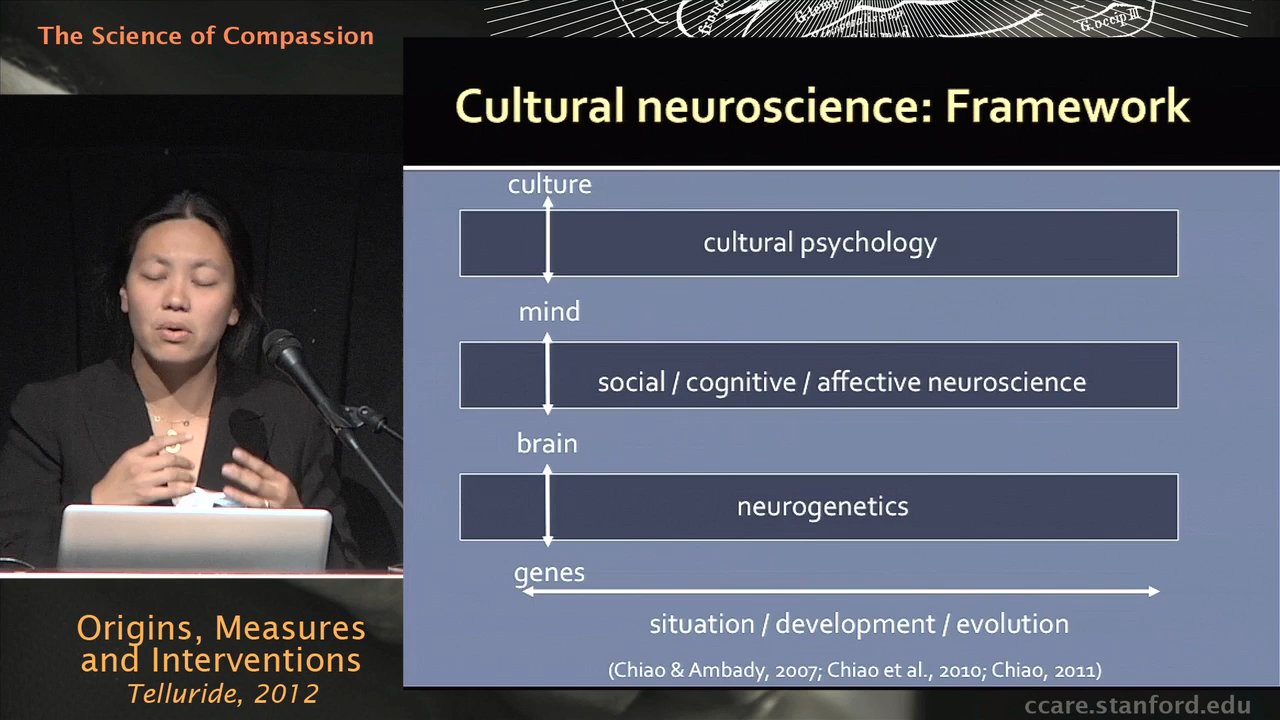 The Science of Compassion
G.occip III
Cultural neuroscience: Framework
culture
cultural psychology
mind
social / cognitive / affective neuroscience
brain
neurogenetics
genes
situation / development / evolution
(Chiao & Ambady, 2007; Chiao et al., 2010; Chiao, 2011)
Origins, Measures
and Interventions
Telluride, 2012
ccare.stanford.edu